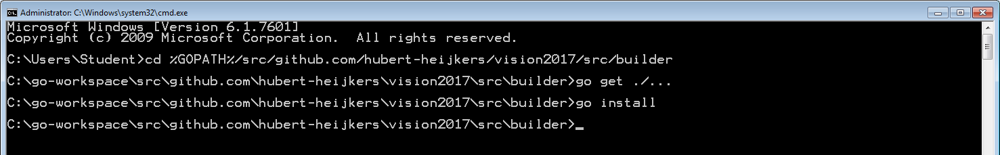 Administrator: C:\Windows\system32\cmd.exe
Microsoft Windows [Version 6.1.7601]
Copyright (c) 2009 Microsoft Corporation.  All rights reserved.
C:\Users\Student>cd %GOPATH%/src/github.com/hubert-heijkers/vision2017/src/builder
C:\go-workspace\src\github.com\hubert-heijkers\vision2017\src\builder>go get ./...
C:\go-workspace\src\github.com\hubert-heijkers\vision2017\src\builder>go install
C:\go-workspace\src\github.com\hubert-heijkers\vision2017\src\builder>_